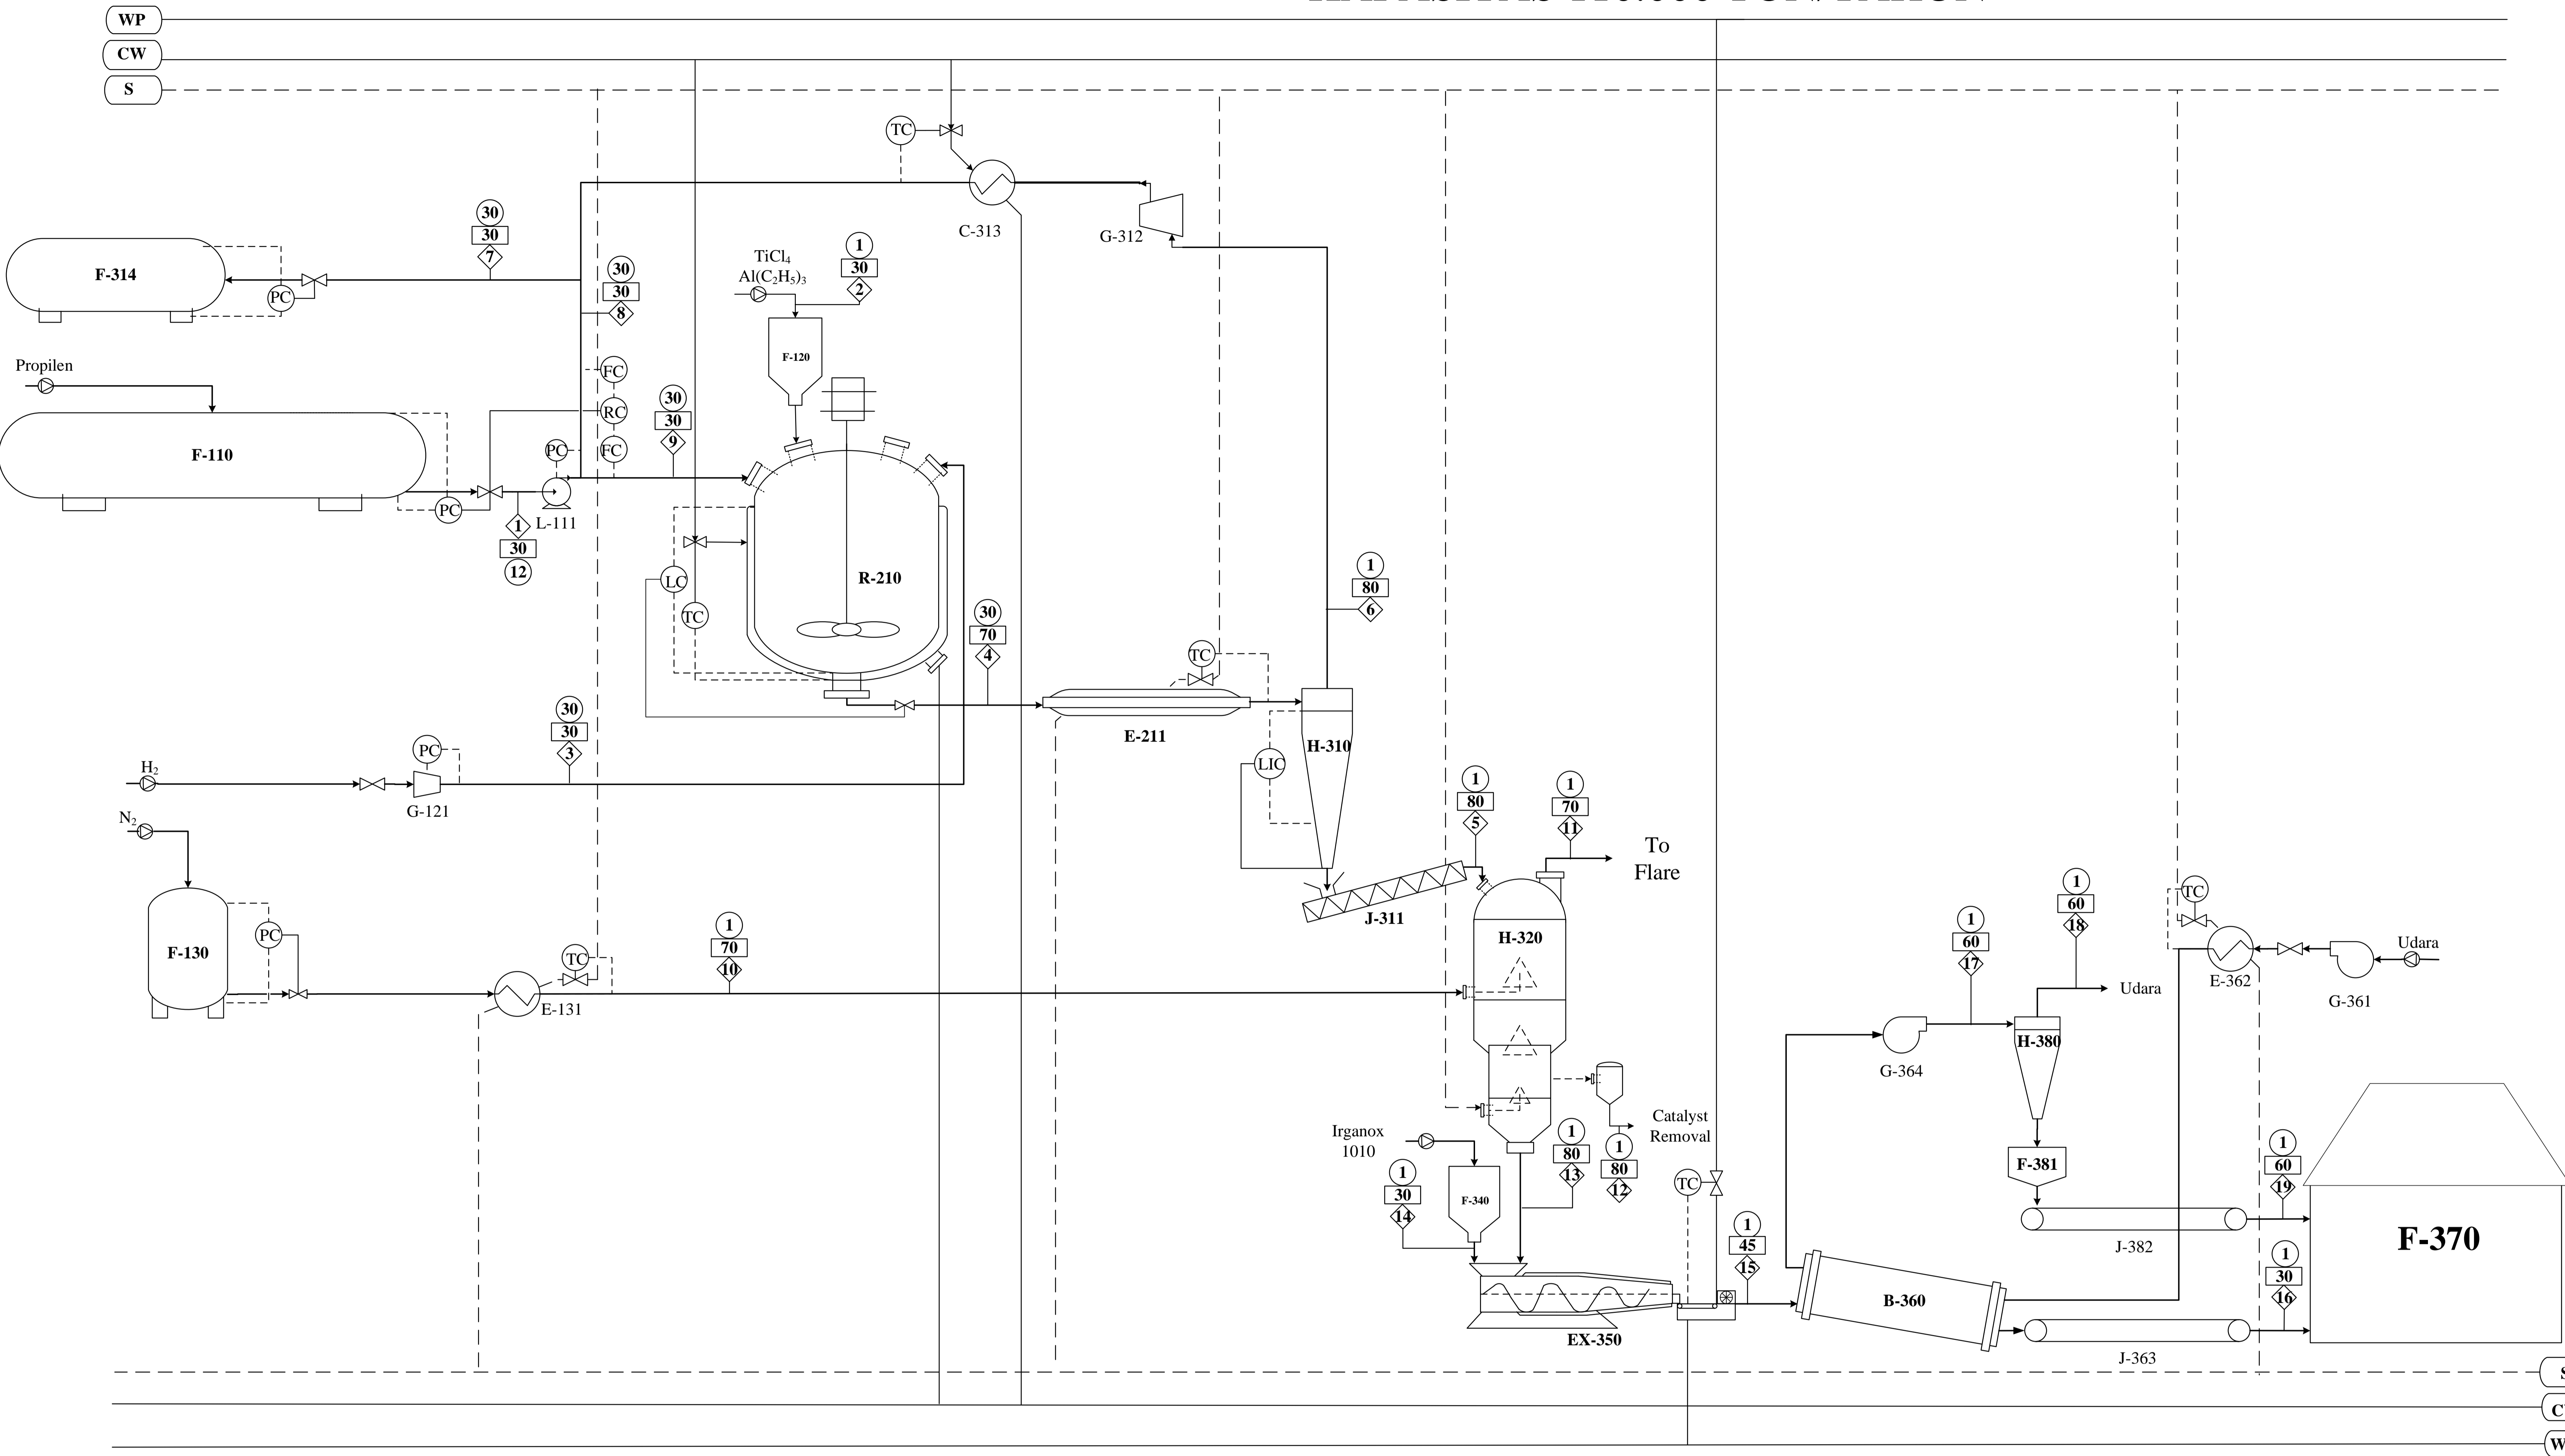 WP
CW
S
TC
C-313
G-312
30
30
7
F-314
PC
30
30
8
TiCl₄
Al(C₂H₅)₃
1
30
2
F-120
Propilen
F-110
PC
FC
RC
FC
PC
30
30
9
1
30
12
L-111
R-210
LC
TC
30
70
4
1
80
6
TC
E-211
H-310
LIC
30
30
3
PC
H₂
G-121
N₂
F-130
PC
TC
E-131
1
70
10
1
80
5
1
70
11
To
Flare
J-311
H-320
Catalyst
Removal
Irganox
1010
1
30
14
F-340
1
80
13
1
80
12
TC
1
45
15
EX-350
B-360
1
60
17
1
60
18
G-364
H-380
Udara
TC
E-362
G-361
Udara
F-381
J-382
1
60
19
1
30
16
J-363
F-370
S